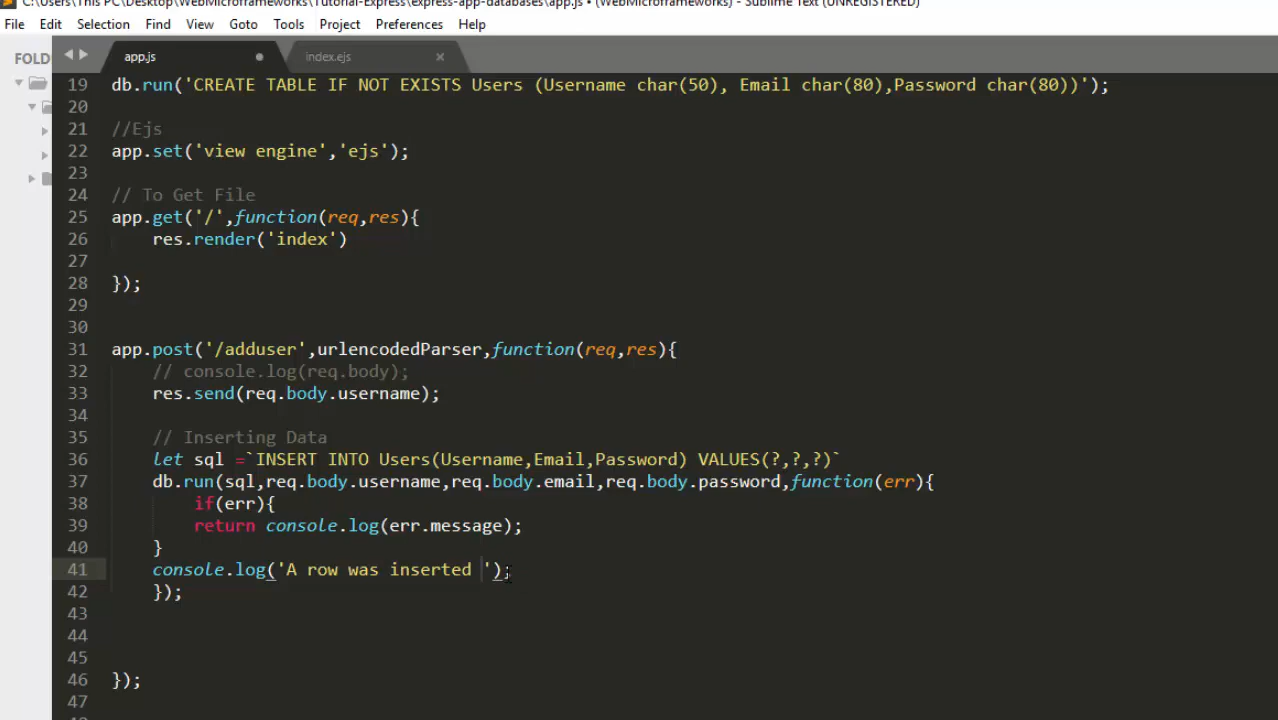 C:\Users\This PC\Desktop\WebMicroframeworks\Tutorial-Express\express-app-databases\app.js • (WebMicroframeworks) - Sublime Text (UNREGISTERED)
File Edit Selection Find View Goto Tools Project Preferences Help
FOLD
app.js index.ejs
19 db.run('CREATE TABLE IF NOT EXISTS Users (Username char(50), Email char(80),Password char(80))');
20
21 //Ejs
22 app.set('view engine','ejs');
23
24 // To Get File
25 app.get('/',function(req,res){
26 res.render('index')
27
28 });
29
30
31 app.post('/adduser',urlencodedParser,function(req,res){
32 // console.log(req.body);
33 res.send(req.body.username);
34
35 // Inserting Data
36 let sql =`INSERT INTO Users(Username,Email,Password) VALUES(?,?,?)`
37 db.run(sql,req.body.username,req.body.email,req.body.password,function(err){
38 if(err){
39 return console.log(err.message);
40 }
41 console.log('A row was inserted ');
42 });
43
44
45
46 });
47